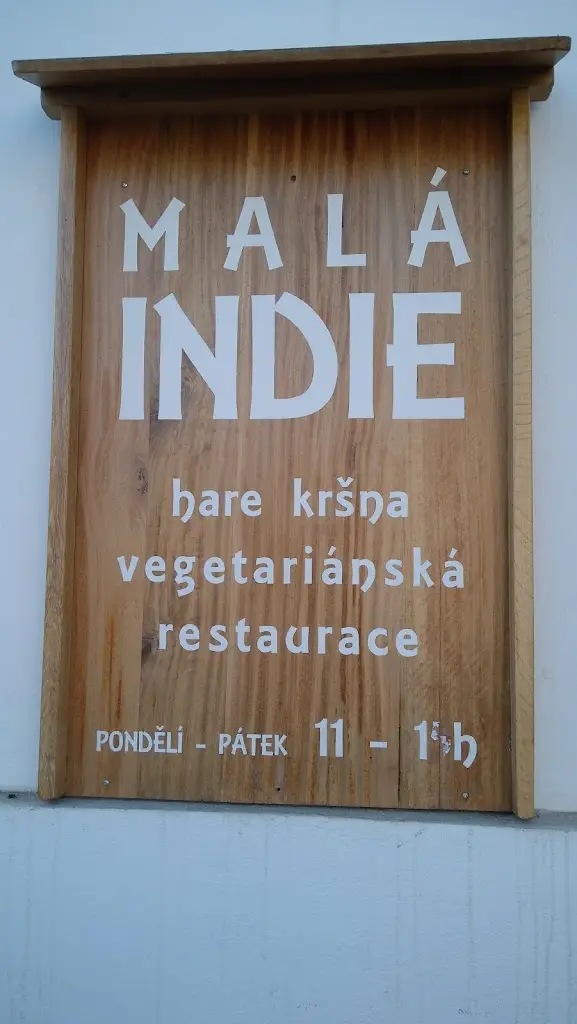 MALÁ
INDIE
hare kršna
vegetariánská
restaurace
PONDĚLÍ - PÁTEK 11 -